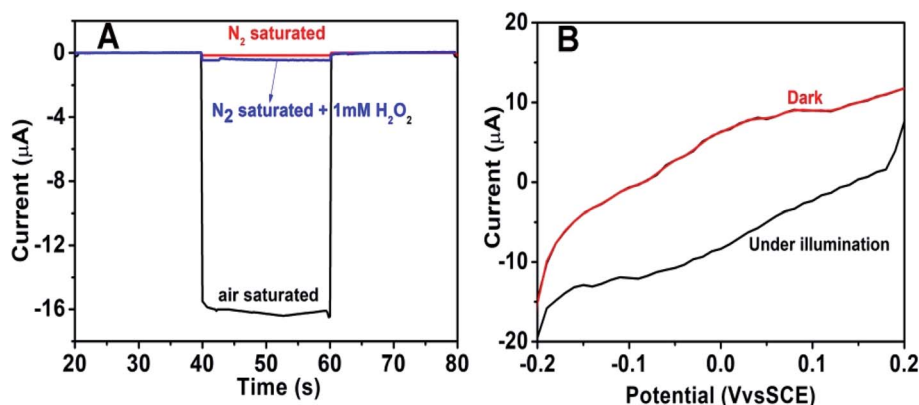 A
N₂ saturated
N₂ saturated + 1mM H₂O₂
air saturated
0
-4
-8
-12
-16
Current (µA)
20 30 40 50 60 70 80
Time (s)
B
Dark
Under illumination
20
10
0
-10
-20
Current (µA)
-0.2 -0.1 0.0 0.1 0.2
Potential (VvsSCE)